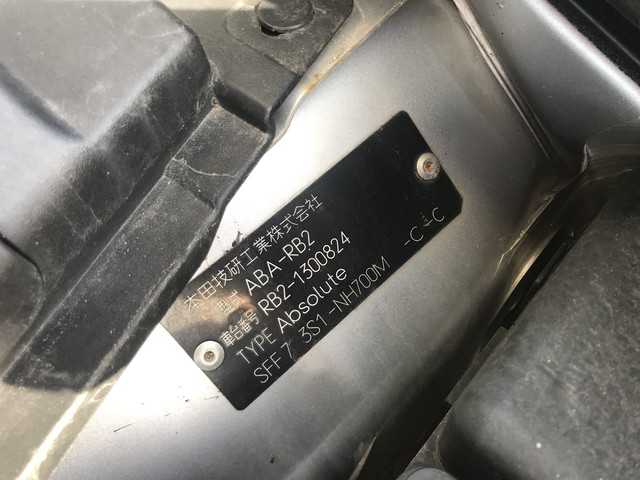 本田技研工業株式会社
型式 ABA-RB2
車台番号 RB2-1300824
TYPE Absolute
SFF7 3S1-NH700M -C-C